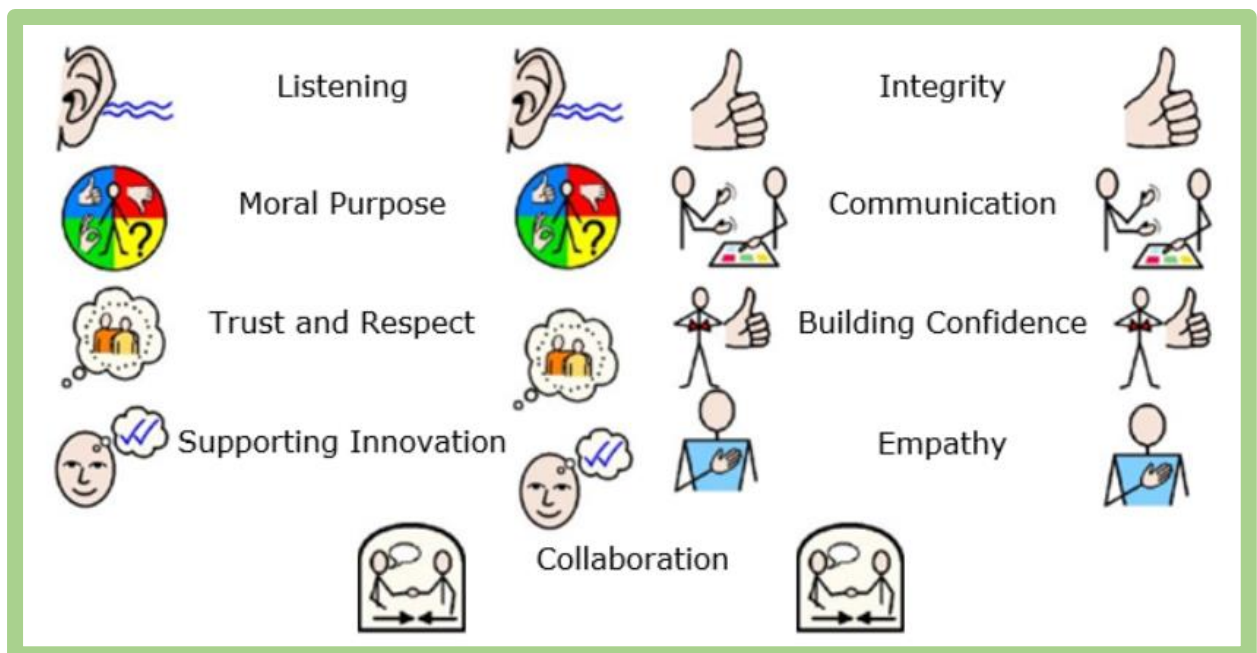 Listening
Integrity
Moral Purpose
Communication
Trust and Respect
Building Confidence
Supporting Innovation
Empathy
Collaboration